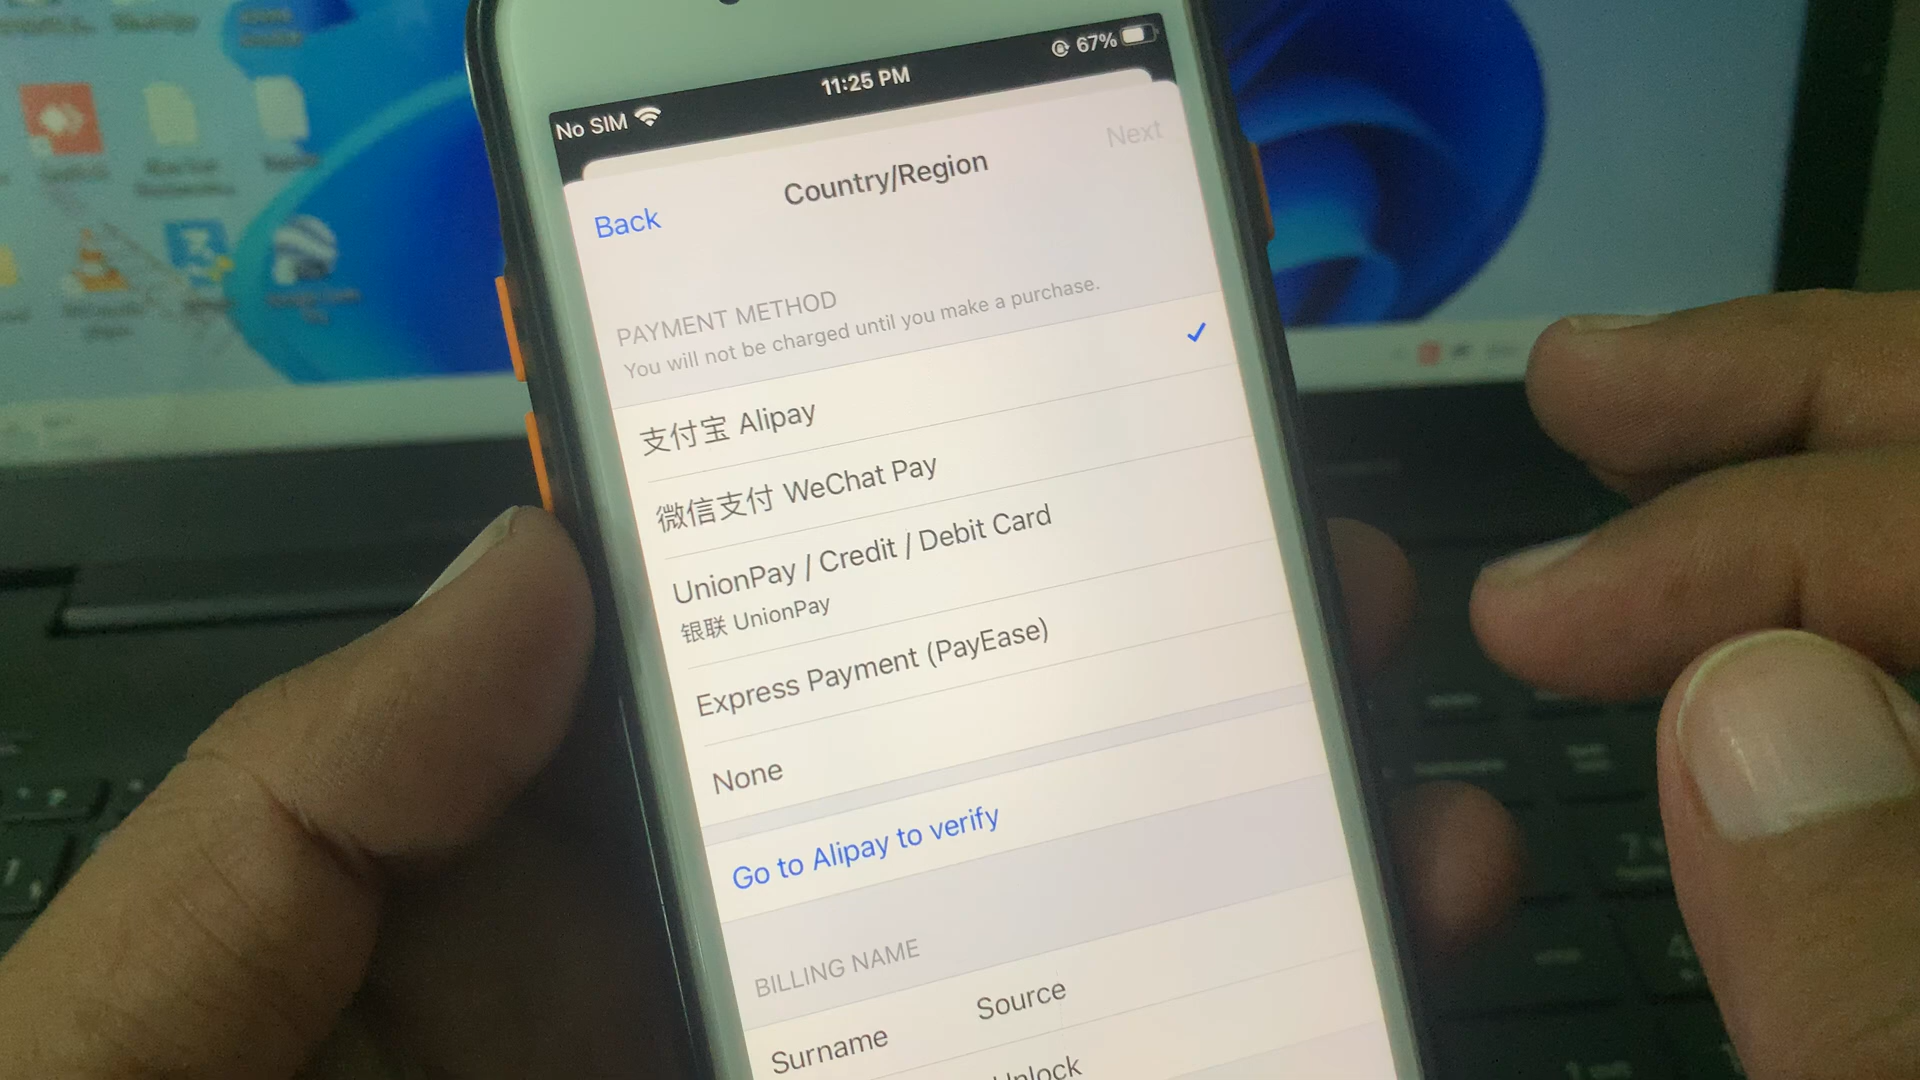 No SIM
11:25 PM
67%
Back
Country/Region
Next
PAYMENT METHOD
You will not be charged until you make a purchase.
支付宝 Alipay
微信支付 WeChat Pay
UnionPay / Credit / Debit Card
银联 UnionPay
Express Payment (PayEase)
None
Go to Alipay to verify
BILLING NAME
Surname Source
Unlock